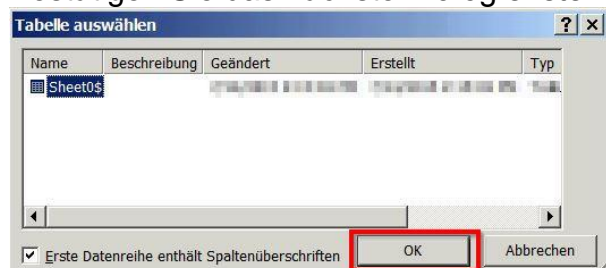 Tabelle auswählen
Name Beschreibung Geändert Erstellt Typ
Sheet0$
Erste Datenreihe enthält Spaltenüberschriften OK Abbrechen